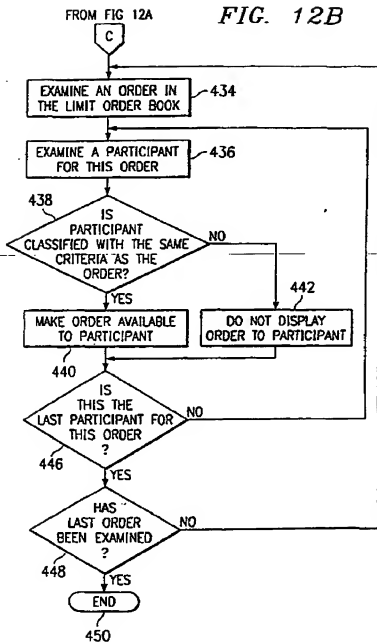 FROM FIG 12A
FIG. 12B
C
EXAMINE AN ORDER IN
THE LIMIT ORDER BOOK
434
EXAMINE A PARTICIPANT
FOR THIS ORDER
436
438
IS
PARTICIPANT
CLASSIFIED WITH THE SAME
CRITERIA AS THE
ORDER?
NO
YES
442
MAKE ORDER AVAILABLE
TO PARTICIPANT
440
DO NOT DISPLAY
ORDER TO PARTICIPANT
IS
THIS THE
LAST PARTICIPANT FOR
THIS ORDER
?
NO
446
YES
HAS
LAST ORDER
BEEN EXAMINED
?
NO
448
YES
END
450